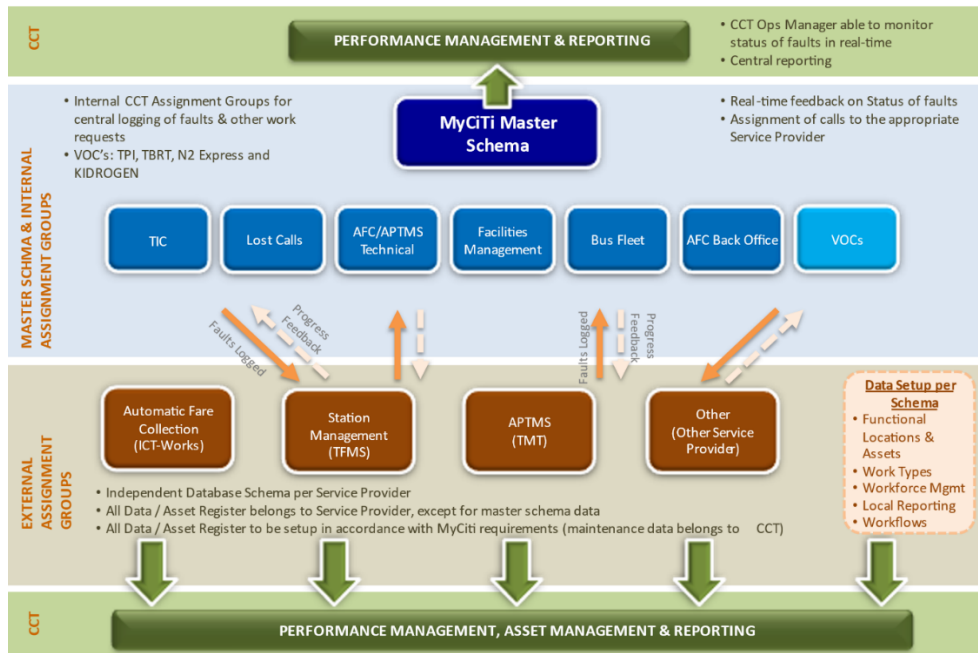 CCT
PERFORMANCE MANAGEMENT & REPORTING
• CCT Ops Manager able to monitor
status of faults in real-time
• Central reporting
MASTER SCHMA & INTERNAL
ASSIGNMENT GROUPS
• Internal CCT Assignment Groups for
central logging of faults & other work
requests
• VOC's: TPI, TBRT, N2 Express and
KIDROGEN
MyCiTi Master
Schema
• Real-time feedback on Status of faults
• Assignment of calls to the appropriate
Service Provider
TIC
Lost Calls
AFC/APTMS
Technical
Facilities
Management
Bus Fleet
AFC Back Office
VOCs
Faults Logged
Progress
Feedback
Faults Logged
Progress
Feedback
EXTERNAL
ASSIGNMENT
GROUPS
Automatic Fare
Collection
(ICT-Works)
Station
Management
(TFMS)
APTMS
(TMT)
Other
(Other Service
Provider)
Data Setup per
Schema
• Functional
Locations &
Assets
• Work Types
• Workforce Mgmt
• Local Reporting
• Workflows
• Independent Database Schema per Service Provider
• All Data / Asset Register belongs to Service Provider, except for master schema data
• All Data / Asset Register to be setup in accordance with MyCiti requirements (maintenance data belongs to CCT)
CCT
PERFORMANCE MANAGEMENT, ASSET MANAGEMENT & REPORTING